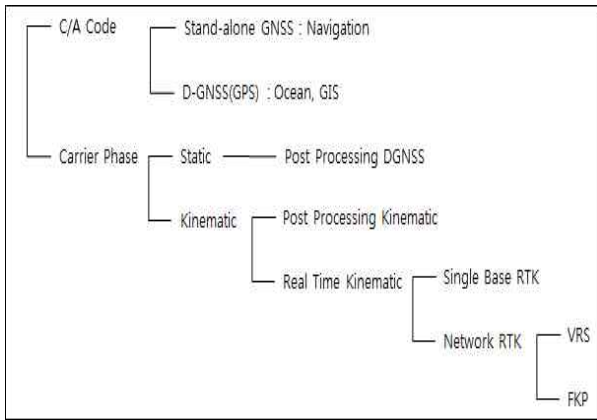 C/A Code
Stand-alone GNSS : Navigation
D-GNSS(GPS) : Ocean, GIS
Carrier Phase
Static
Post Processing DGNSS
Kinematic
Post Processing Kinematic
Real Time Kinematic
Single Base RTK
Network RTK
VRS
FKP